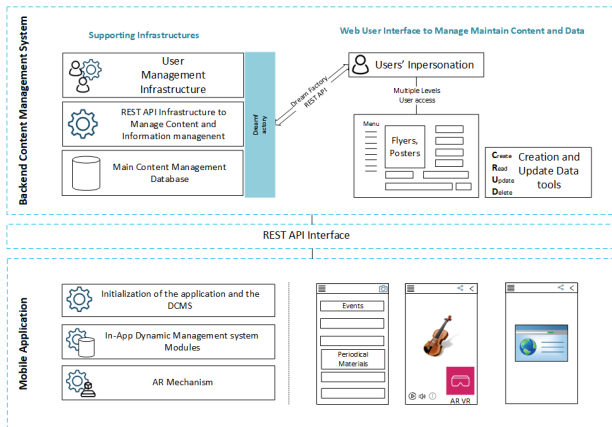 Backend Content Management System
Supporting Infrastructures
User
Management
Infrastructure
REST API Infrastructure to
Manage Content and
Information management
Main Content Management
Database
Dreamf
actory
Dream Factory
REST API
Web User Interface to Manage Maintain Content and Data
Users' Inpersonation
Multiple Levels
User access
Menu
Flyers,
Posters
Create
Read
Update
Delete
Creation and
Update Data
tools
REST API Interface
Mobile Application
Initialization of the application and the
DCMS
In-App Dynamic Management system
Modules
AR Mechanism
Events
Periodical
Materials
AR VR